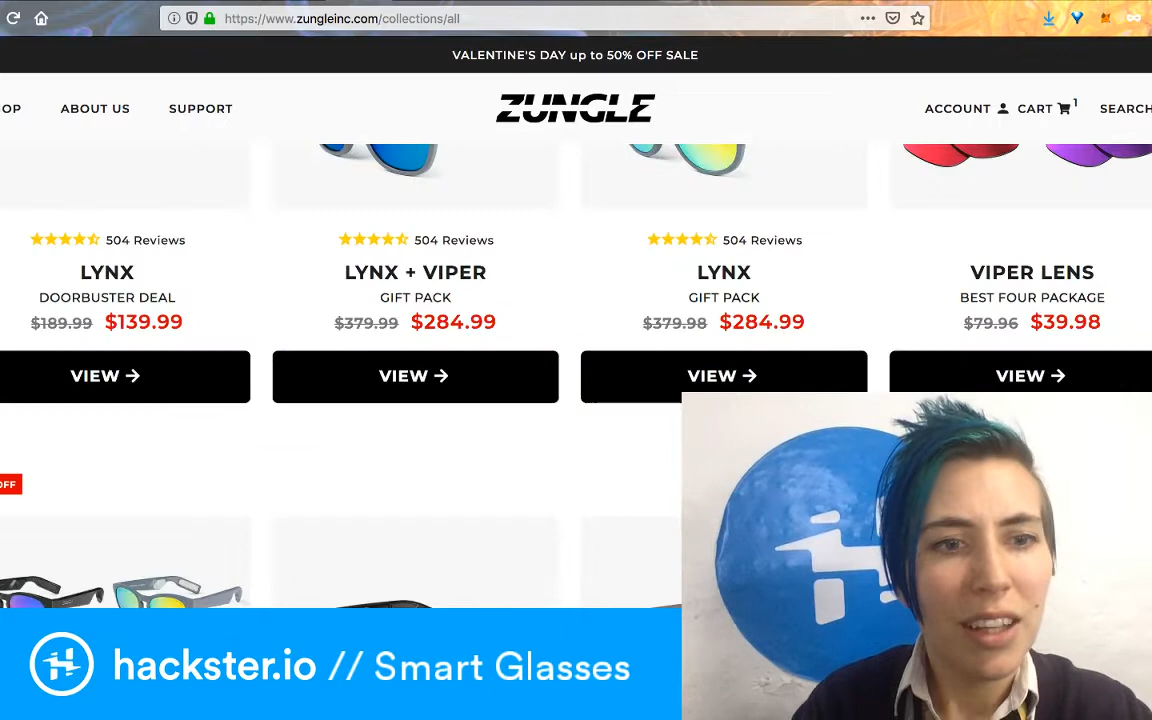 https://www.zungleinc.com/collections/all
VALENTINE'S DAY up to 50% OFF SALE
OP ABOUT US SUPPORT ZUNGLE ACCOUNT CART 1 SEARCH
504 Reviews 504 Reviews 504 Reviews
LYNX LYNX + VIPER LYNX VIPER LENS
DOORBUSTER DEAL GIFT PACK GIFT PACK BEST FOUR PACKAGE
$189.99 $139.99 $379.99 $284.99 $379.98 $284.99 $79.96 $39.98
VIEW → VIEW → VIEW → VIEW →
OFF
hackster.io // Smart Glasses